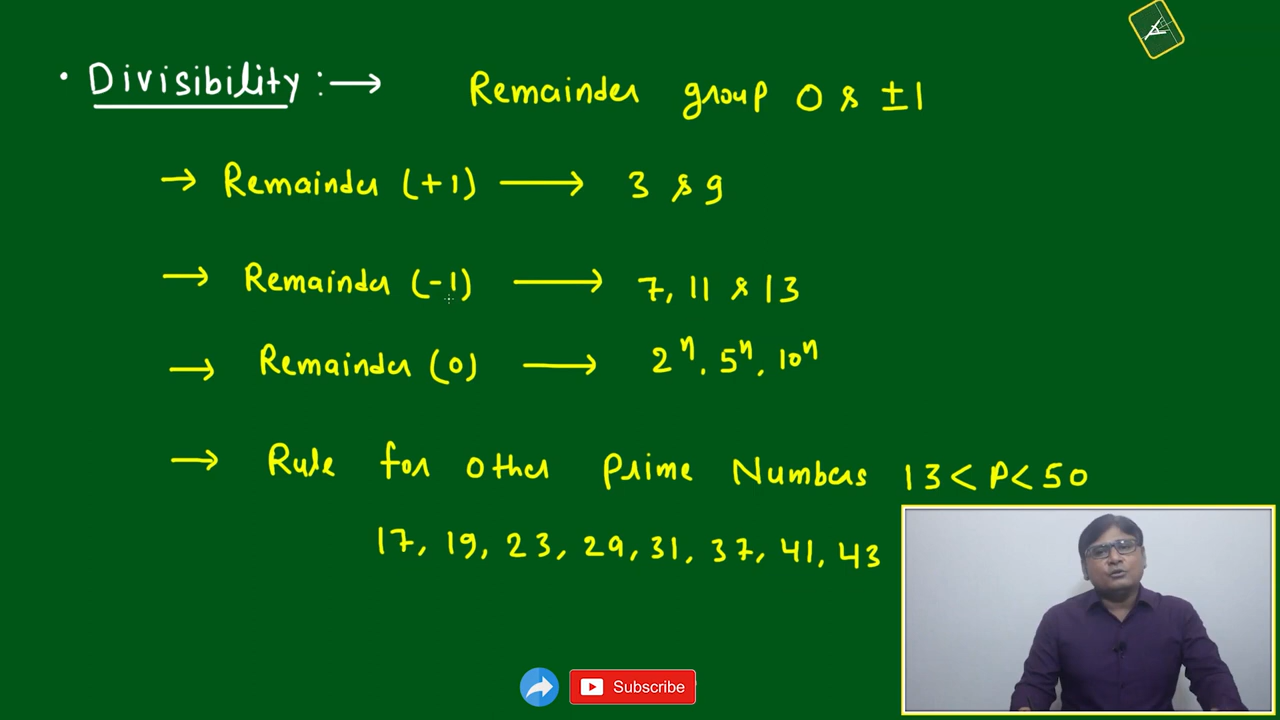 • Divisibility :→ Remainder group 0 & ±1
→ Remainder (+1) → 3 & 9
→ Remainder (-1) → 7, 11 & 13
→ Remainder (0) → 2ⁿ, 5ⁿ, 10ⁿ
→ Rule for other Prime Numbers 13 < P < 50
17, 19, 23, 29, 31, 37, 41, 43
Subscribe